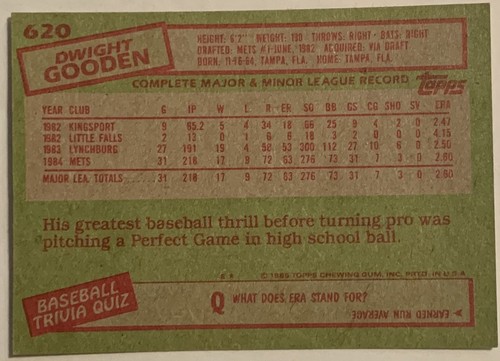 620
DWIGHT
GOODEN
HEIGHT: 6'2" WEIGHT: 190 THROWS: RIGHT BATS: RIGHT
DRAFTED: METS #1-JUNE, 1982 ACQUIRED: VIA DRAFT
BORN: 11-16-64, TAMPA, FLA. HOME: TAMPA, FLA.
COMPLETE MAJOR & MINOR LEAGUE RECORD Topps
YEAR CLUB G IP W L R ER SO BB GS CG SHO SV ERA
1982 KINGSPORT 9 65.2 5 4 34 18 66 25 9 4 2 0 2.47
1982 LITTLE FALLS 2 13 0 1 6 6 18 3 2 0 0 0 4.15
1983 LYNCHBURG 27 191 19 4 58 53 300 112 27 10 6 0 2.50
1984 METS 31 218 17 9 72 63 276 73 31 7 3 0 2.60
MAJOR LEA. TOTALS 31 218 17 9 72 63 276 73 31 7 3 0 2.60
His greatest baseball thrill before turning pro was
pitching a Perfect Game in high school ball.
© 1985 TOPPS CHEWING GUM, INC. PRTD. IN U.S.A.
BASEBALL
TRIVIA QUIZ
Q WHAT DOES ERA STAND FOR?
EARNED RUN AVERAGE